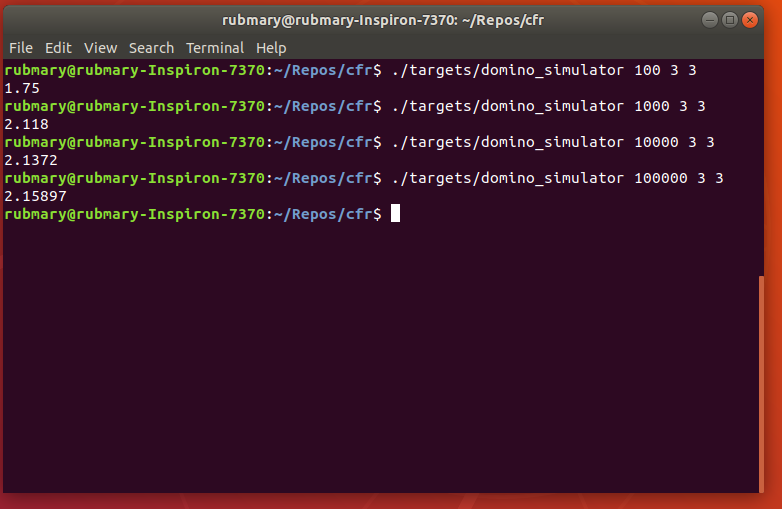 rubmary@rubmary-Inspiron-7370: ~/Repos/cfr
File Edit View Search Terminal Help
rubmary@rubmary-Inspiron-7370:~/Repos/cfr$ ./targets/domino_simulator 100 3 3
1.75
rubmary@rubmary-Inspiron-7370:~/Repos/cfr$ ./targets/domino_simulator 1000 3 3
2.118
rubmary@rubmary-Inspiron-7370:~/Repos/cfr$ ./targets/domino_simulator 10000 3 3
2.1372
rubmary@rubmary-Inspiron-7370:~/Repos/cfr$ ./targets/domino_simulator 100000 3 3
2.15897
rubmary@rubmary-Inspiron-7370:~/Repos/cfr$